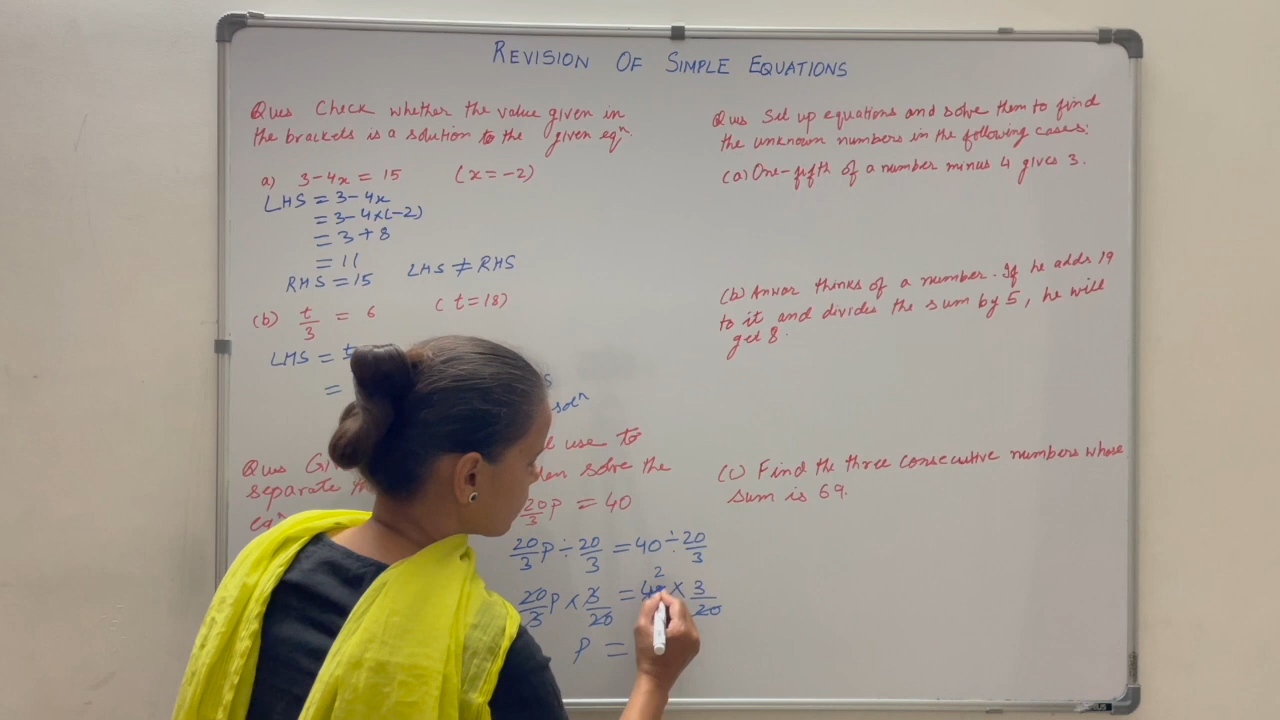 REVISION OF SIMPLE EQUATIONS
Ques Check whether the value given in
the brackets is a solution to the given eqⁿ.
a) 3-4x = 15 (x=-2)
LHS = 3-4x
= 3-4x(-2)
= 3+8
= 11
RHS = 15 LHS ≠ RHS
(b) t/3 = 6 (t=18)
LHS =
=
solⁿ
Ques use to
separate solve the
20/3 p = 40
20/3 p ÷ 20/3 = 40 ÷ 20/3
20/3 p × 3/20 = 40 2 × 3/20
p =
Ques Set up equations and solve them to find
the unknown numbers in the following cases:
(a) One-fifth of a number minus 4 gives 3.
(b) Anwar thinks of a number. If he adds 19
to it and divides the sum by 5, he will
get 8.
(c) Find the three consecutive numbers whose
sum is 69.